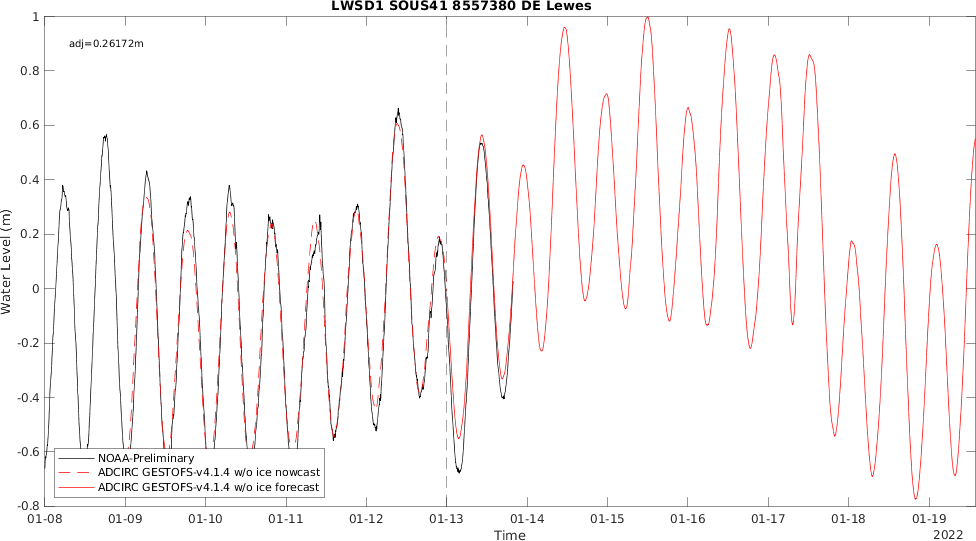 LWSD1 SOUS41 8557380 DE Lewes
adj=0.26172m
1
0.8
0.6
0.4
0.2
0
-0.2
-0.4
-0.6
-0.8
Water Level (m)
NOAA-Preliminary
ADCIRC GESTOFS-v4.1.4 w/o ice nowcast
ADCIRC GESTOFS-v4.1.4 w/o ice forecast
01-08 01-09 01-10 01-11 01-12 01-13 01-14 01-15 01-16 01-17 01-18 01-19
Time
2022